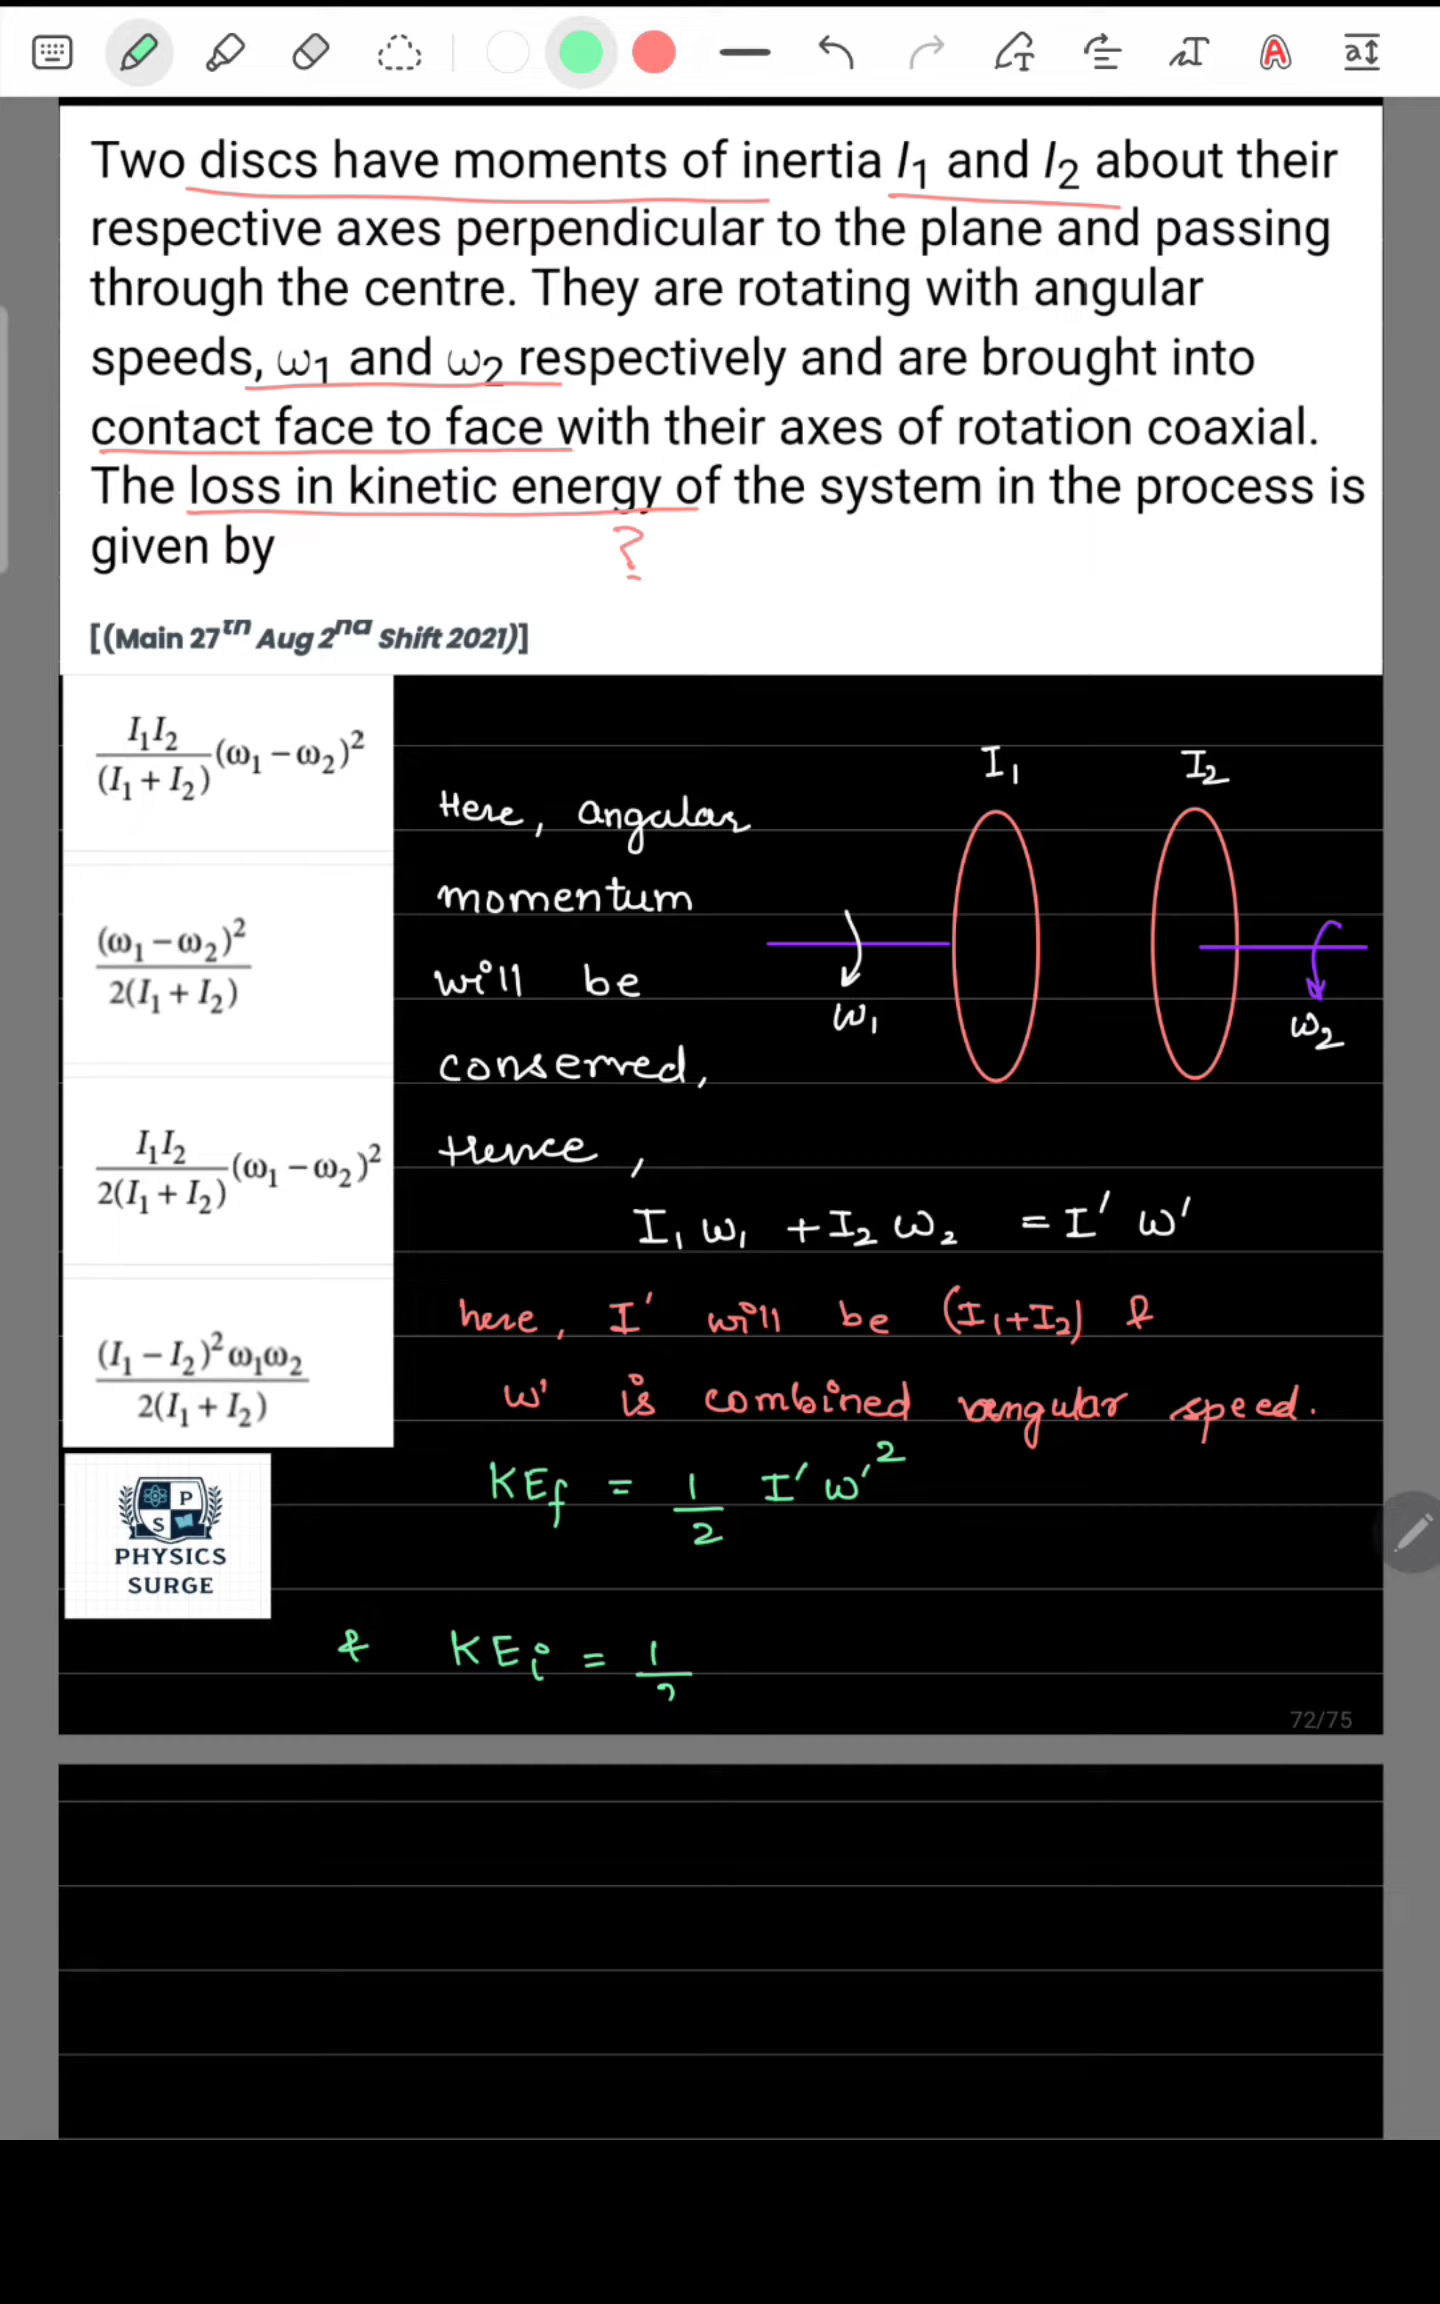 Two discs have moments of inertia I₁ and I₂ about their
respective axes perpendicular to the plane and passing
through the centre. They are rotating with angular
speeds, ω₁ and ω₂ respectively and are brought into
contact face to face with their axes of rotation coaxial.
The loss in kinetic energy of the system in the process is
given by
?
[(Main 27th Aug 2nd Shift 2021)]
I₁I₂/(I₁ + I₂) (ω₁ − ω₂)²
(ω₁ − ω₂)²/2(I₁ + I₂)
I₁I₂/2(I₁ + I₂) (ω₁ − ω₂)²
(I₁ − I₂)² ω₁ω₂/2(I₁ + I₂)
I₁ I₂
ω₁ ω₂
Here, angular
momentum
will be
conserved,
Hence,
I₁ ω₁ + I₂ ω₂ = I' ω'
here, I' will be (I₁+I₂) &
ω' is combined angular speed.
KEf = 1/2 I' ω'²
& KEi = 1/2
P
S
PHYSICS
SURGE
72/75